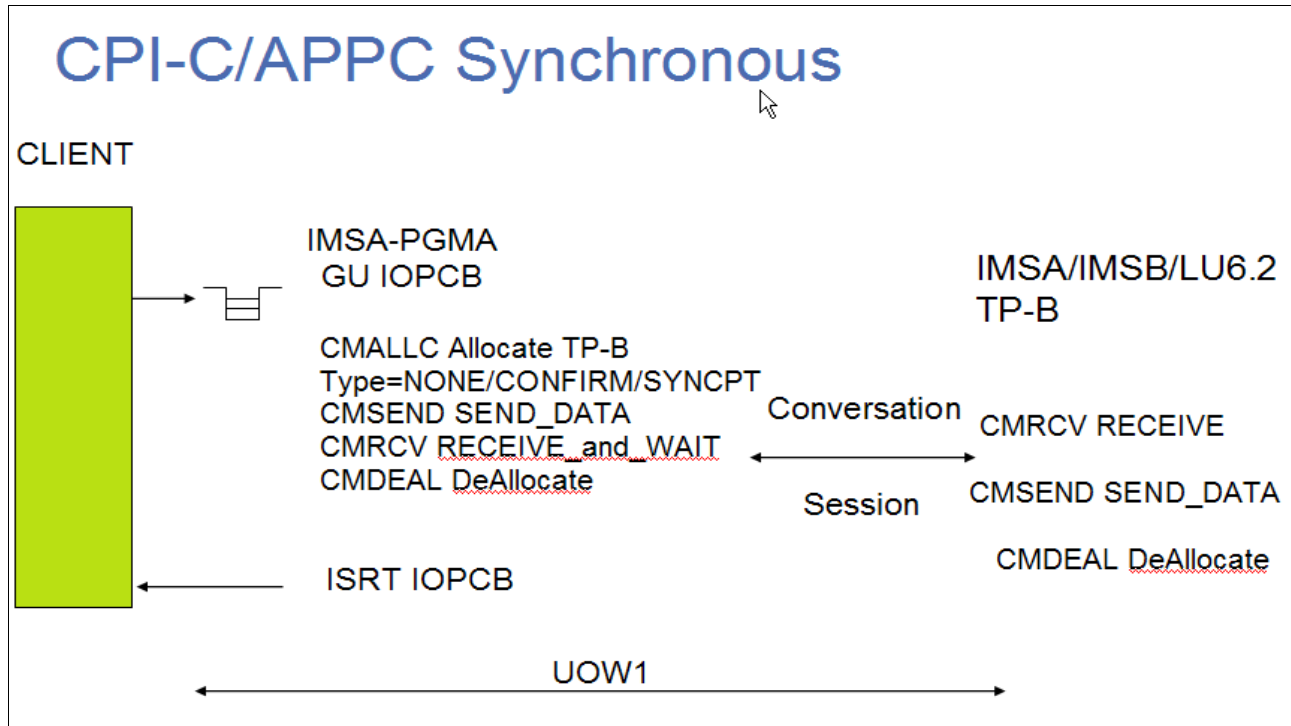 CPI-C/APPC Synchronous
CLIENT
IMSA-PGMA
GU IOPCB
CMALLC Allocate TP-B
Type=NONE/CONFIRM/SYNCPT
CMSEND SEND_DATA
CMRCV RECEIVE_and_WAIT
CMDEAL DeAllocate
ISRT IOPCB
Conversation
Session
IMSA/IMSB/LU6.2
TP-B
CMRCV RECEIVE
CMSEND SEND_DATA
CMDEAL DeAllocate
UOW1